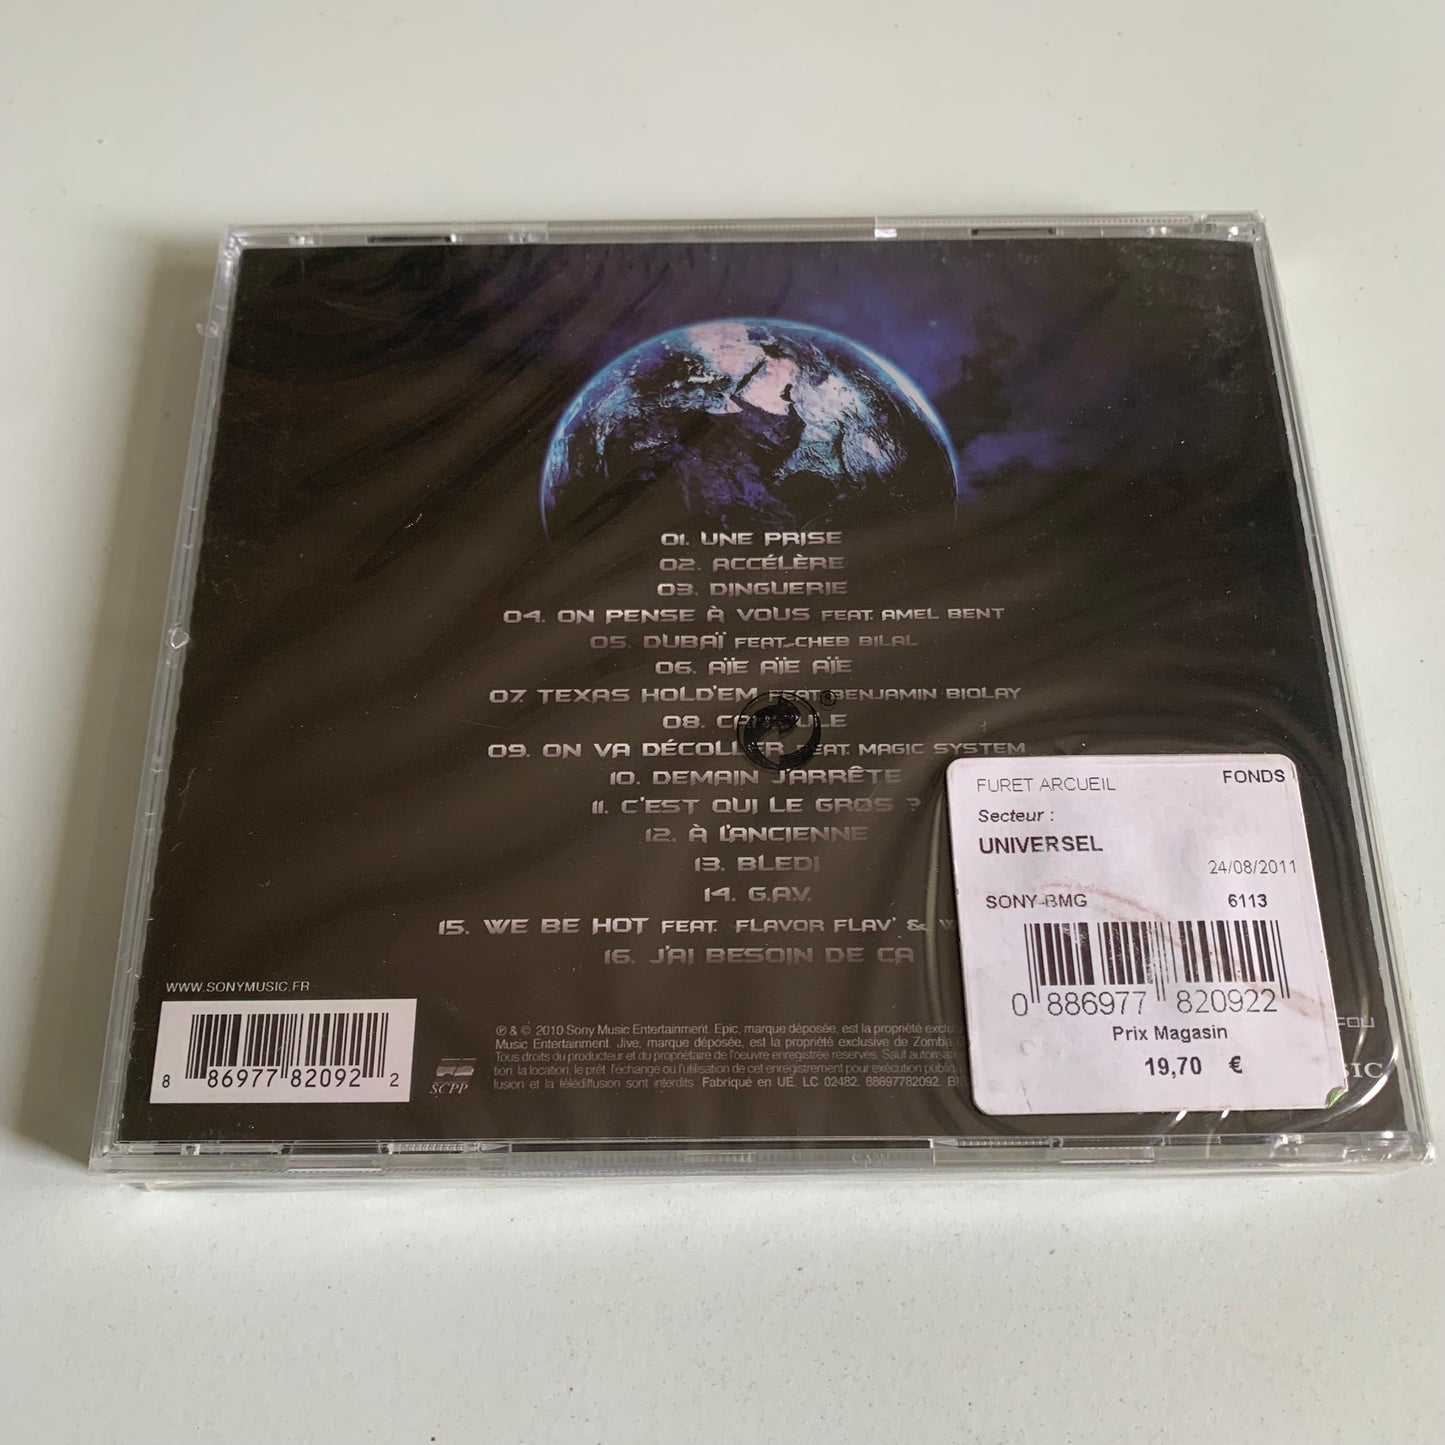 01. UNE PRISE
02. ACCÉLÈRE
03. DINGUERIE
04. ON PENSE À VOUS FEAT. AMEL BENT
05. DUBAÏ FEAT. CHEB BILAL
06. AÏE AÏE AÏE
07. TEXAS HOLD'EM FEAT. BENJAMIN BIOLAY
08.
09. ON VA DÉCOLLER FEAT. MAGIC SYSTEM
10. DEMAIN J'ARRÊTE
11. C'EST QUI LE GROS ?
12. À L'ANCIENNE
13. BLEDI
14. G.A.V.
15. WE BE HOT FEAT. FLAVOR FLAV' &
16. J'AI BESOIN DE ÇA
WWW.SONYMUSIC.FR
8 86977 82092 2
SCPP
℗ & © 2010 Sony Music Entertainment. Epic, marque déposée, est la propriété
Music Entertainment. Jive, marque déposée, est la propriété exclusive de Zomba
Tous droits du producteur et du propriétaire de l'oeuvre enregistrée réservés. Sauf
tion, la location, le prêt, l'échange ou l'utilisation de cet enregistrement pour exécution
fusion et la télédiffusion sont interdits. Fabriqué en UE. LC 02482. 88697782092.
FURET ARCUEIL FONDS
Secteur :
UNIVERSEL
24/08/2011
SONY-BMG 6113
0 886977 820922
Prix Magasin
19,70 €